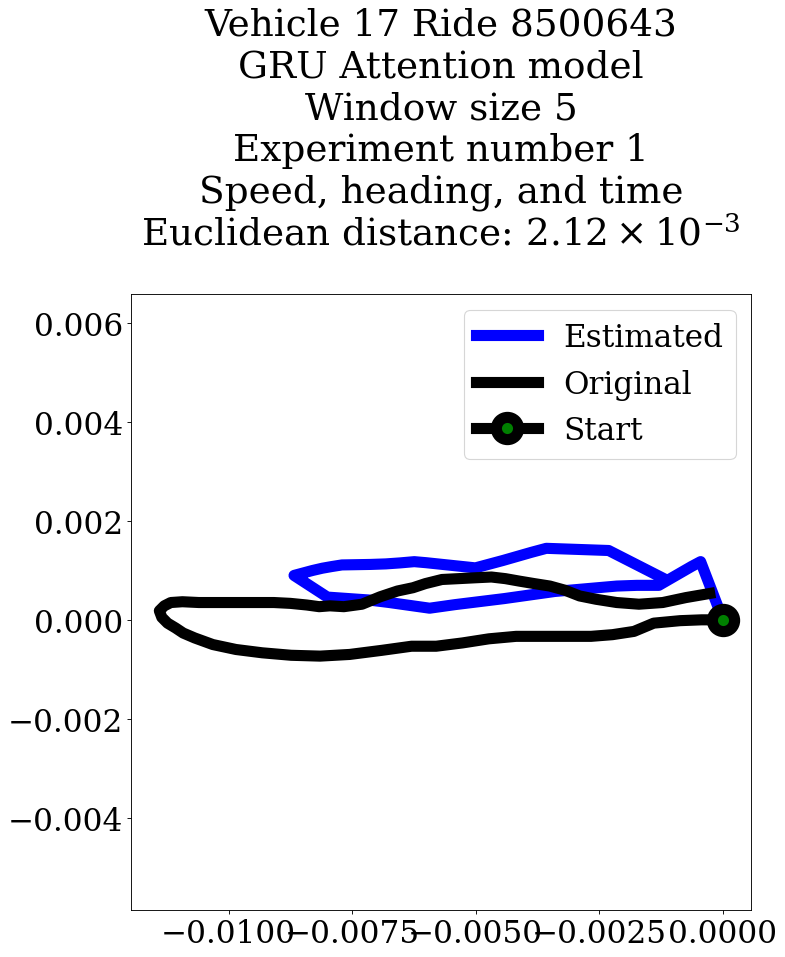 Vehicle 17 Ride 8500643
GRU Attention model
Window size 5
Experiment number 1
Speed, heading, and time
Euclidean distance: 2.12 × 10⁻³
Estimated
Original
Start
0.006
0.004
0.002
0.000
−0.002
−0.004
−0.0100 −0.0075 −0.0050 −0.0025 0.0000